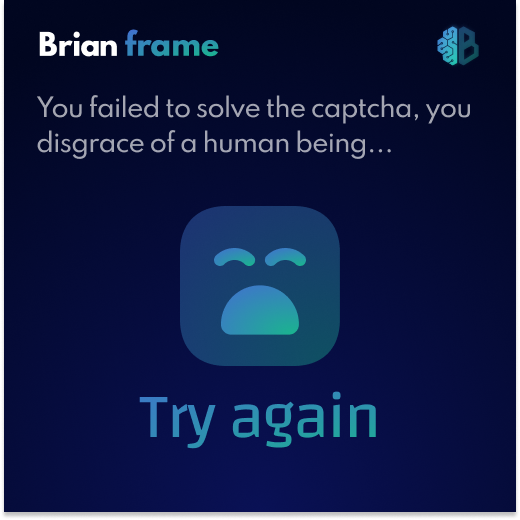 Brian frame
You failed to solve the captcha, you
disgrace of a human being...
Try again